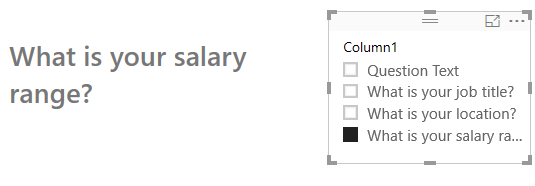 What is your salary
range?
Column1
Question Text
What is your job title?
What is your location?
What is your salary ra...